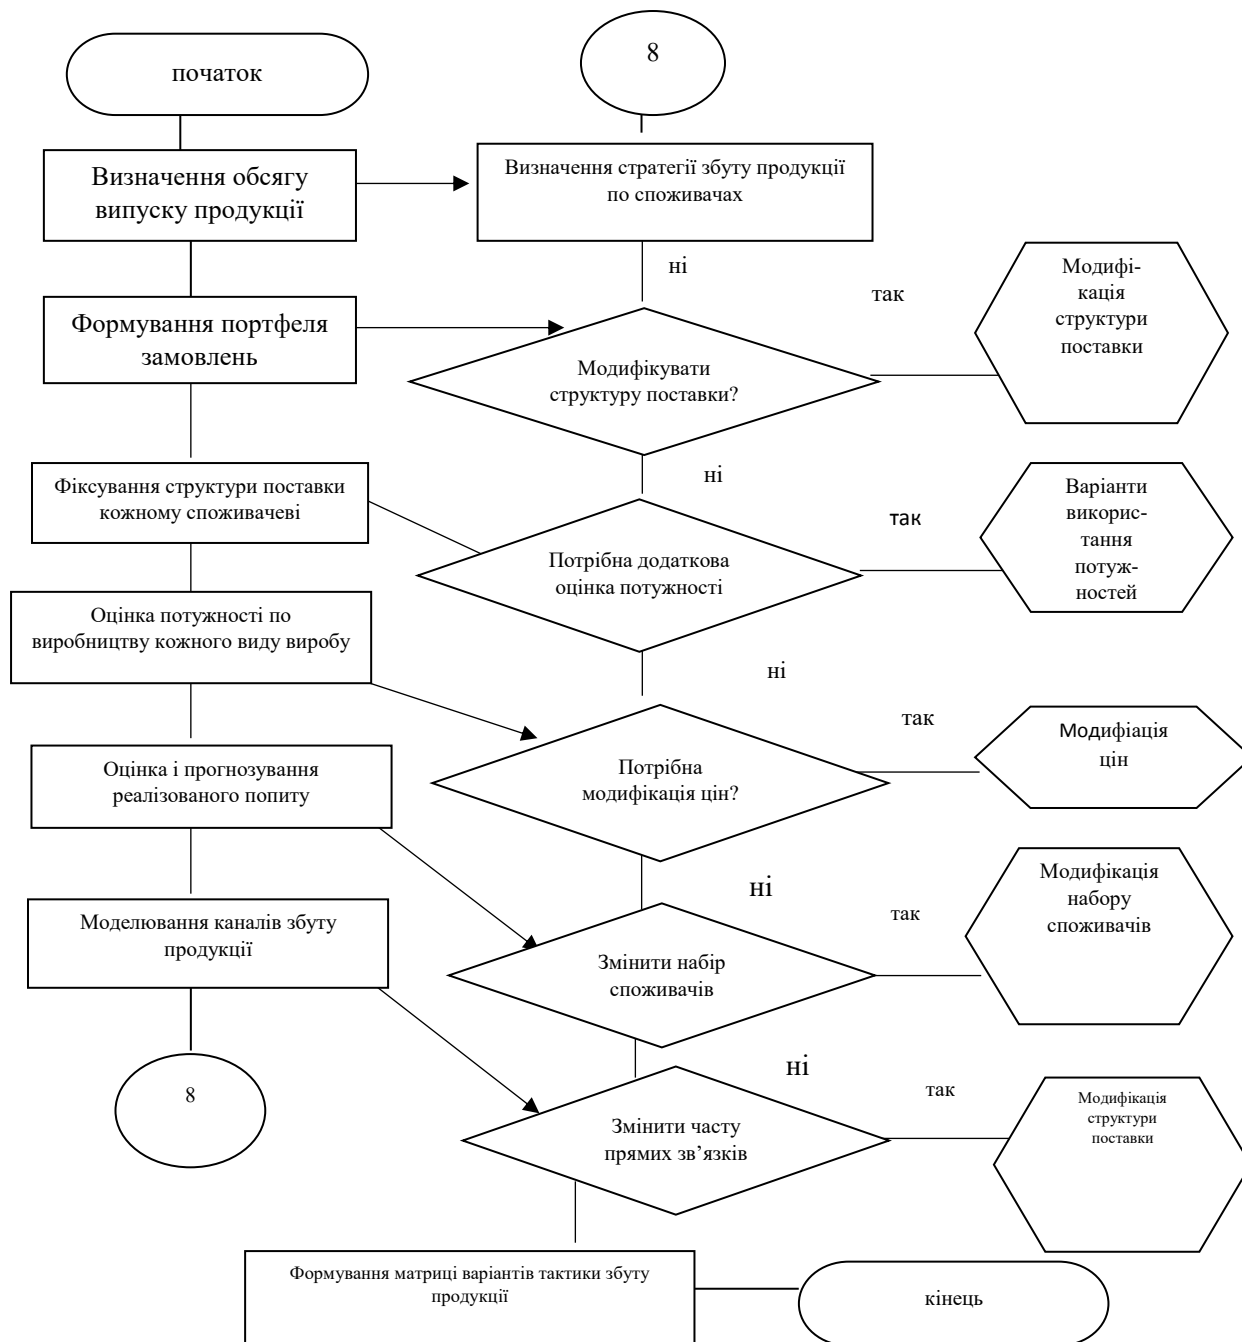 початок
8
Визначення обсягу
випуску продукції
Визначення стратегії збуту продукції
по споживачах
ні
так
Модифі-
кація
структури
поставки
Формування портфеля
замовлень
Модифікувати
структуру поставки?
ні
так
Варіанти
викорис-
тання
потуж-
ностей
Фіксування структури поставки
кожному споживачеві
Потрібна додаткова
оцінка потужності
Оцінка потужності по
виробництву кожного виду виробу
ні
так
Модифіація
цін
Оцінка і прогнозування
реалізованого попиту
Потрібна
модифікація цін?
ні
так
Модифікація
набору
споживачів
Моделювання каналів збуту
продукції
Змінити набір
споживачів
8
ні
так
Модифікація
структури
поставки
Змінити часту
прямих зв’язків
Формування матриці варіантів тактики збуту
продукції
кінець